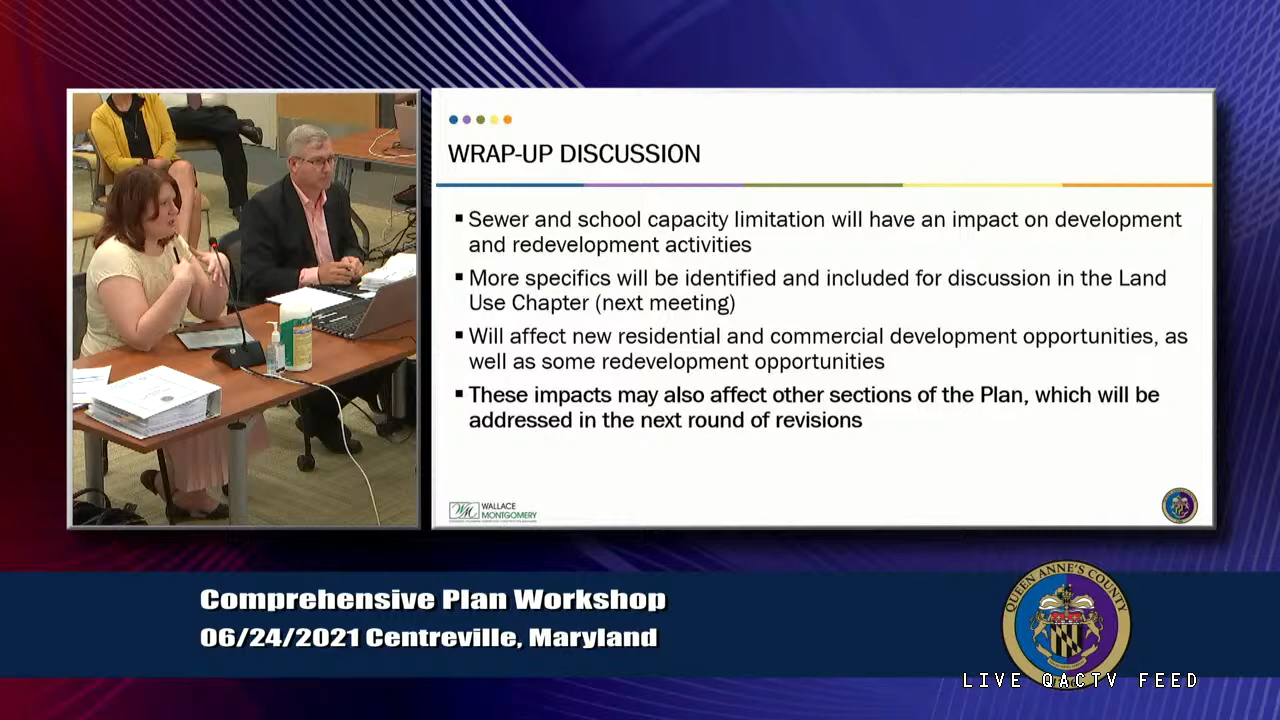 WRAP-UP DISCUSSION
▪ Sewer and school capacity limitation will have an impact on development
and redevelopment activities
▪ More specifics will be identified and included for discussion in the Land
Use Chapter (next meeting)
▪ Will affect new residential and commercial development opportunities, as
well as some redevelopment opportunities
▪ These impacts may also affect other sections of the Plan, which will be
addressed in the next round of revisions
WALLACE
MONTGOMERY
Comprehensive Plan Workshop
06/24/2021 Centreville, Maryland
QUEEN ANNE'S COUNTY
LIVE QACTV FEED